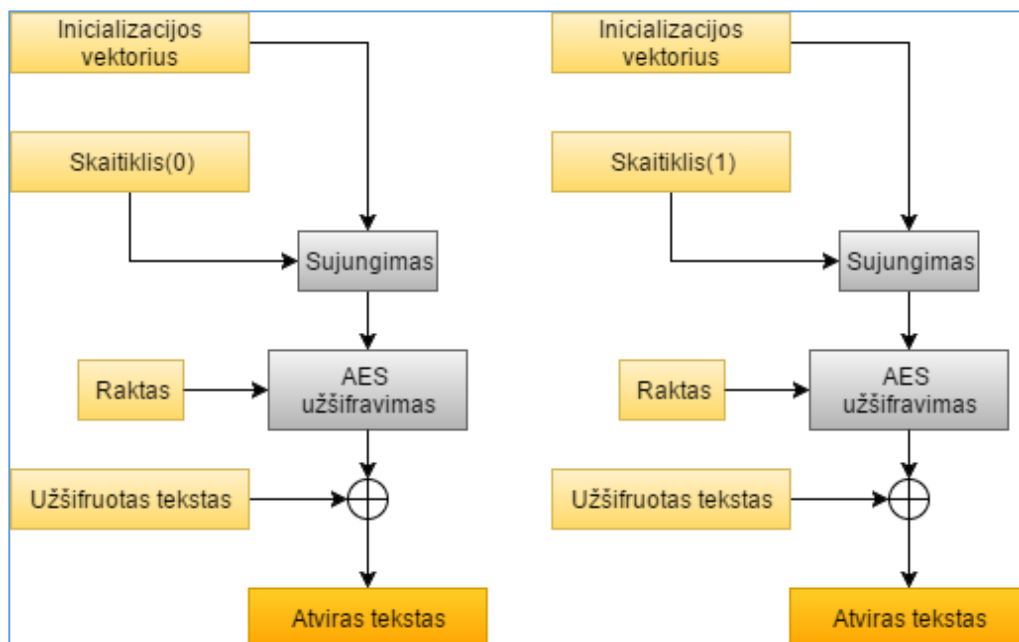 Inicializacijos
vektorius
Skaitiklis(0)
Sujungimas
Raktas
AES
užšifravimas
Užšifruotas tekstas
Atviras tekstas
Inicializacijos
vektorius
Skaitiklis(1)
Sujungimas
Raktas
AES
užšifravimas
Užšifruotas tekstas
Atviras tekstas